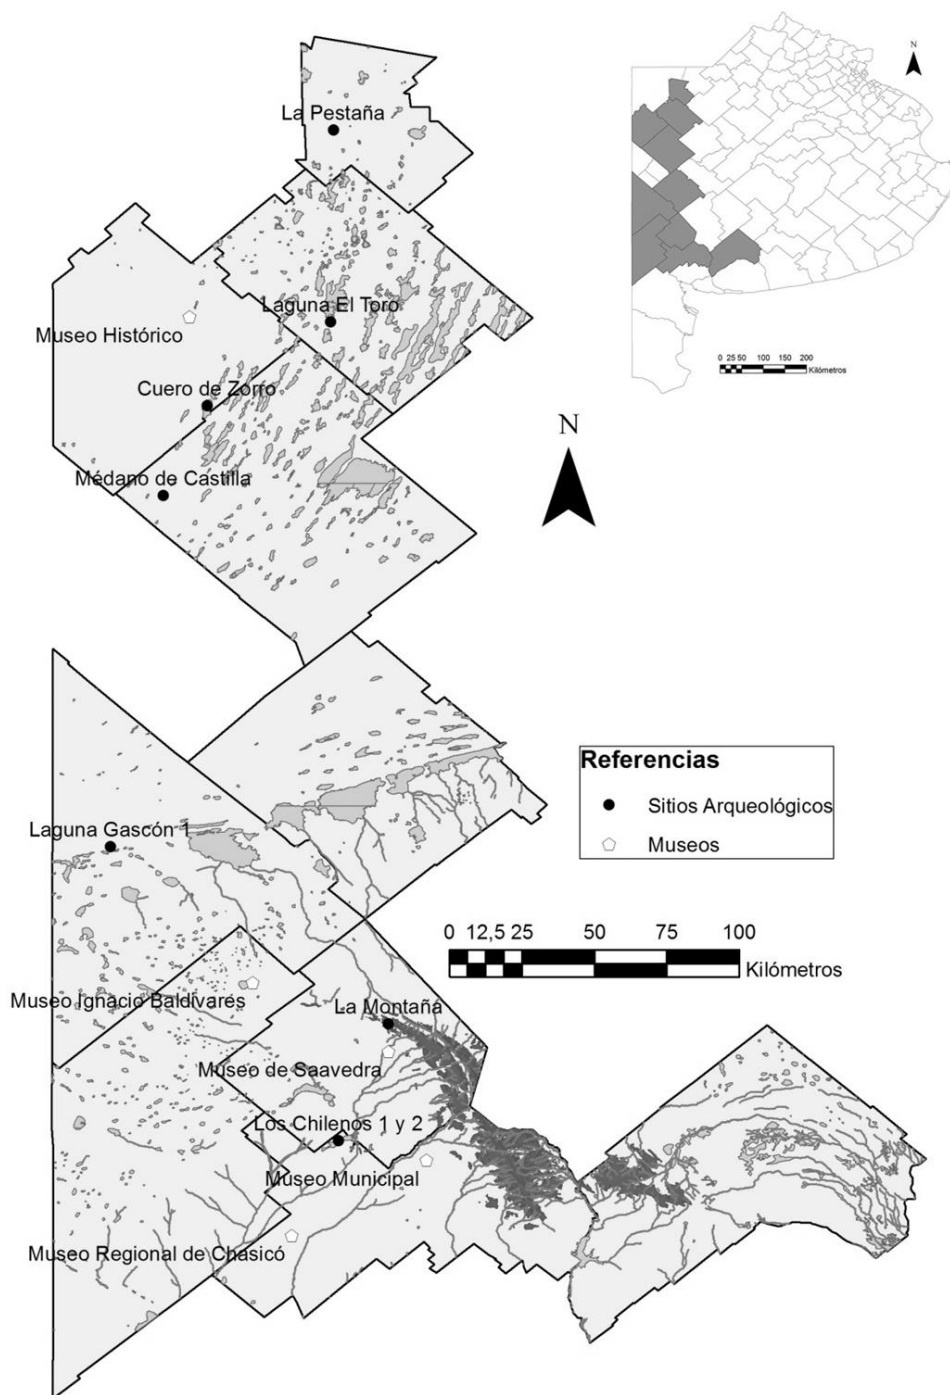 N
0 25 50 100 150 200
Kilómetros
La Pestaña
Laguna El Toro
Museo Histórico
Cuero de Zorro
Médano de Castilla
N
Referencias
Sitios Arqueológicos
Museos
Laguna Gascón 1
0 12,5 25 50 75 100
Kilómetros
Museo Ignacio Baldivares
La Montaña
Museo de Saavedra
Los Chilenos 1 y 2
Museo Municipal
Museo Regional de Chasicó